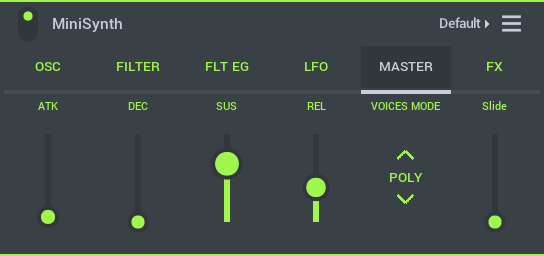 MiniSynth Default
OSC FILTER FLT EG LFO MASTER FX
ATK DEC SUS REL VOICES MODE Slide
POLY